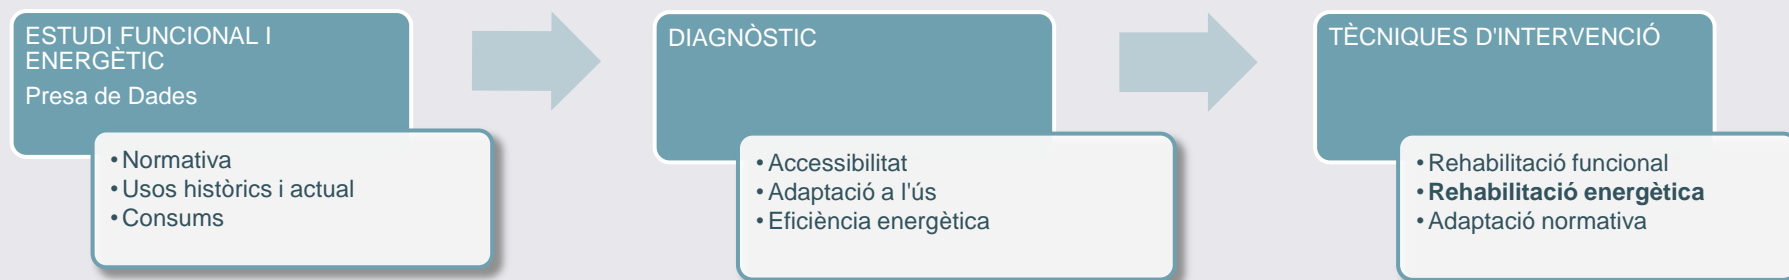 ESTUDI FUNCIONAL I
ENERGÈTIC
Presa de Dades
• Normativa
• Usos històrics i actual
• Consums
DIAGNÒSTIC
• Accessibilitat
• Adaptació a l'ús
• Eficiència energètica
TÈCNIQUES D'INTERVENCIÓ
• Rehabilitació funcional
• Rehabilitació energètica
• Adaptació normativa